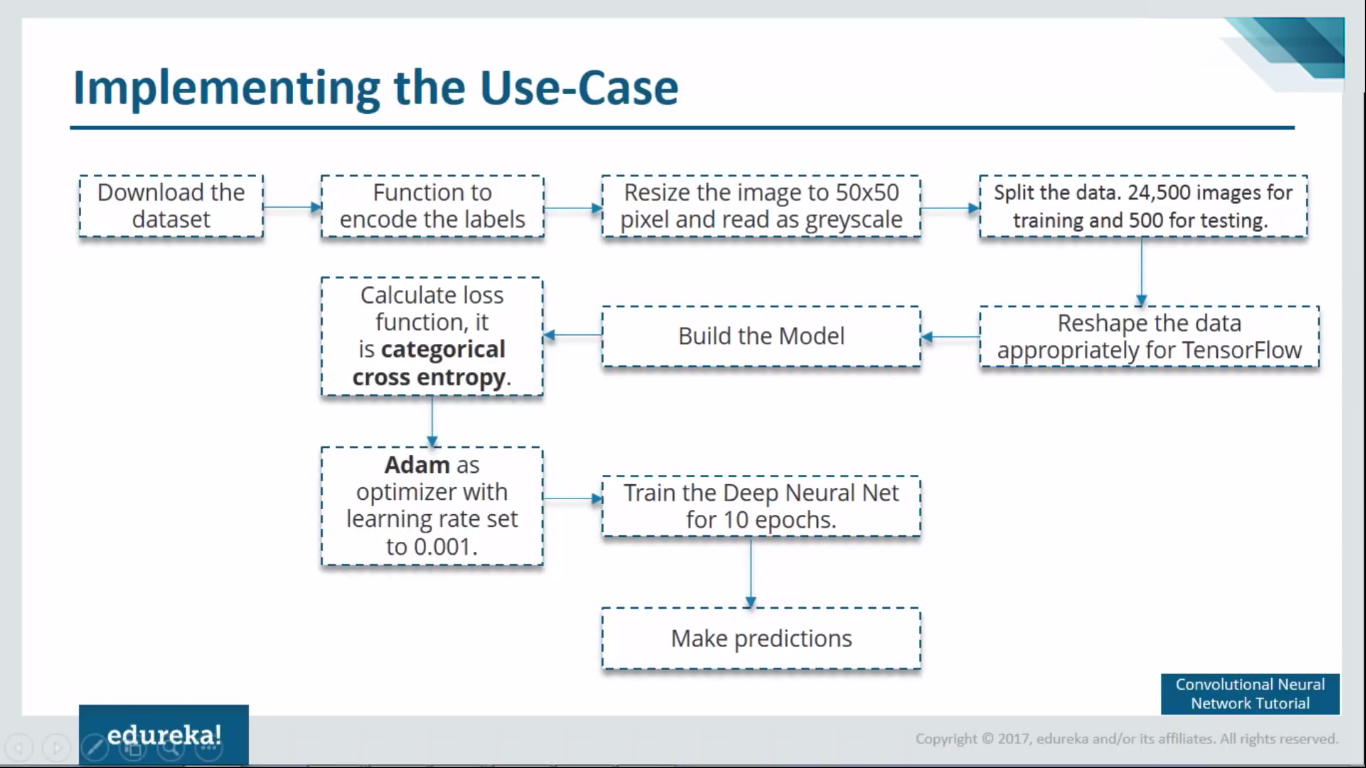 Implementing the Use-Case
Download the
dataset
Function to
encode the labels
Resize the image to 50x50
pixel and read as greyscale
Split the data. 24,500 images for
training and 500 for testing.
Reshape the data
appropriately for TensorFlow
Build the Model
Calculate loss
function, it
is categorical
cross entropy.
Adam as
optimizer with
learning rate set
to 0.001.
Train the Deep Neural Net
for 10 epochs.
Make predictions
Convolutional Neural
Network Tutorial
edureka!
Copyright © 2017, edureka and/or its affiliates. All rights reserved.